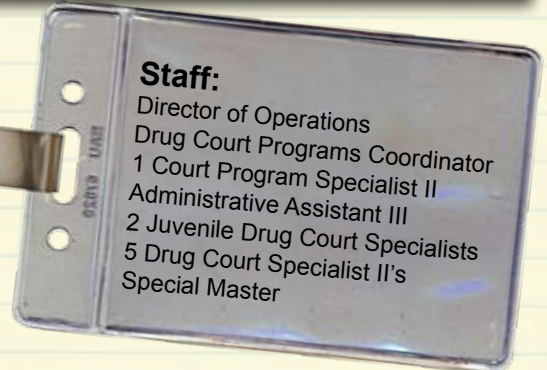 Staff:
Director of Operations
Drug Court Programs Coordinator
1 Court Program Specialist II
Administrative Assistant III
2 Juvenile Drug Court Specialists
5 Drug Court Specialist II's
Special Master